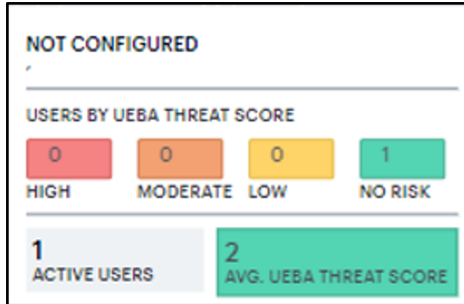 NOT CONFIGURED
USERS BY UEBA THREAT SCORE
0 0 0 1
HIGH MODERATE LOW NO RISK
1 2
ACTIVE USERS AVG. UEBA THREAT SCORE